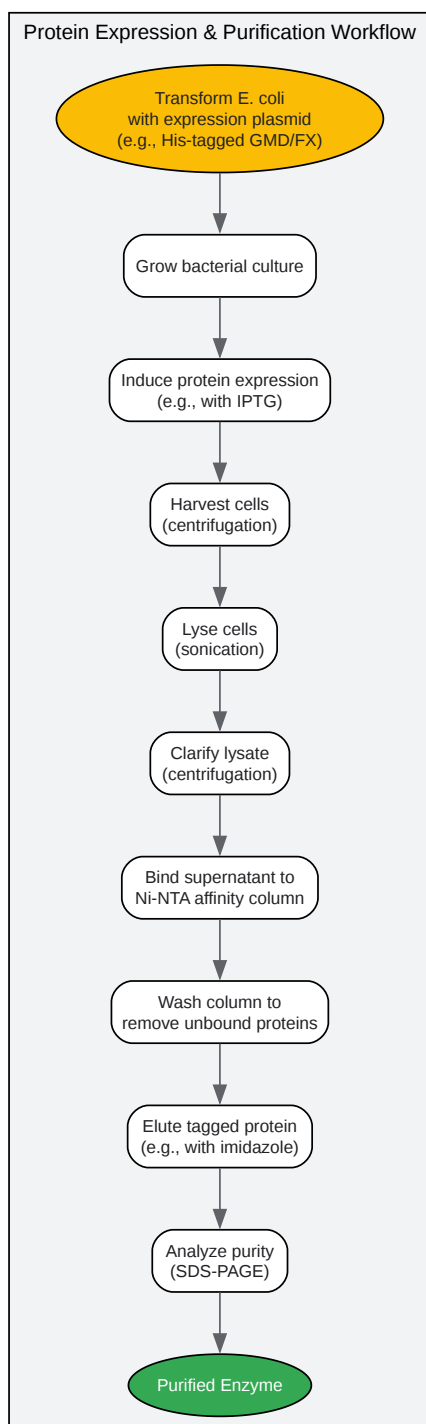 Protein Expression & Purification Workflow
Transform E. coli
with expression plasmid
(e.g., His-tagged GMD/FX)
Grow bacterial culture
Induce protein expression
(e.g., with IPTG)
Harvest cells
(centrifugation)
Lyse cells
(sonication)
Clarify lysate
(centrifugation)
Bind supernatant to
Ni-NTA affinity column
Wash column to
remove unbound proteins
Elute tagged protein
(e.g., with imidazole)
Analyze purity
(SDS-PAGE)
Purified Enzyme